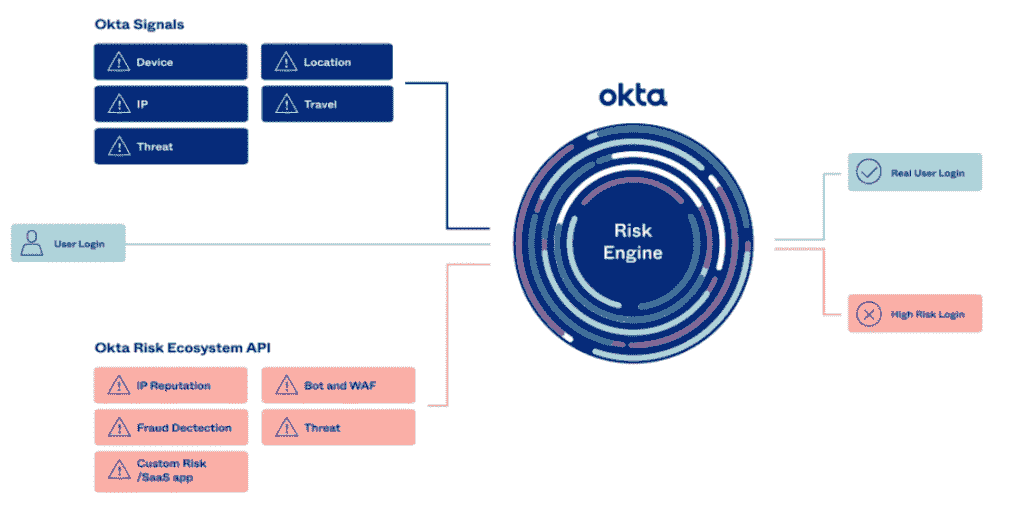 Okta Signals
Device
Location
IP
Travel
Threat
okta
Risk
Engine
Real User Login
User Login
High Risk Login
Okta Risk Ecosystem API
IP Reputation
Bot and WAF
Fraud Dectection
Threat
Custom Risk
/SaaS app